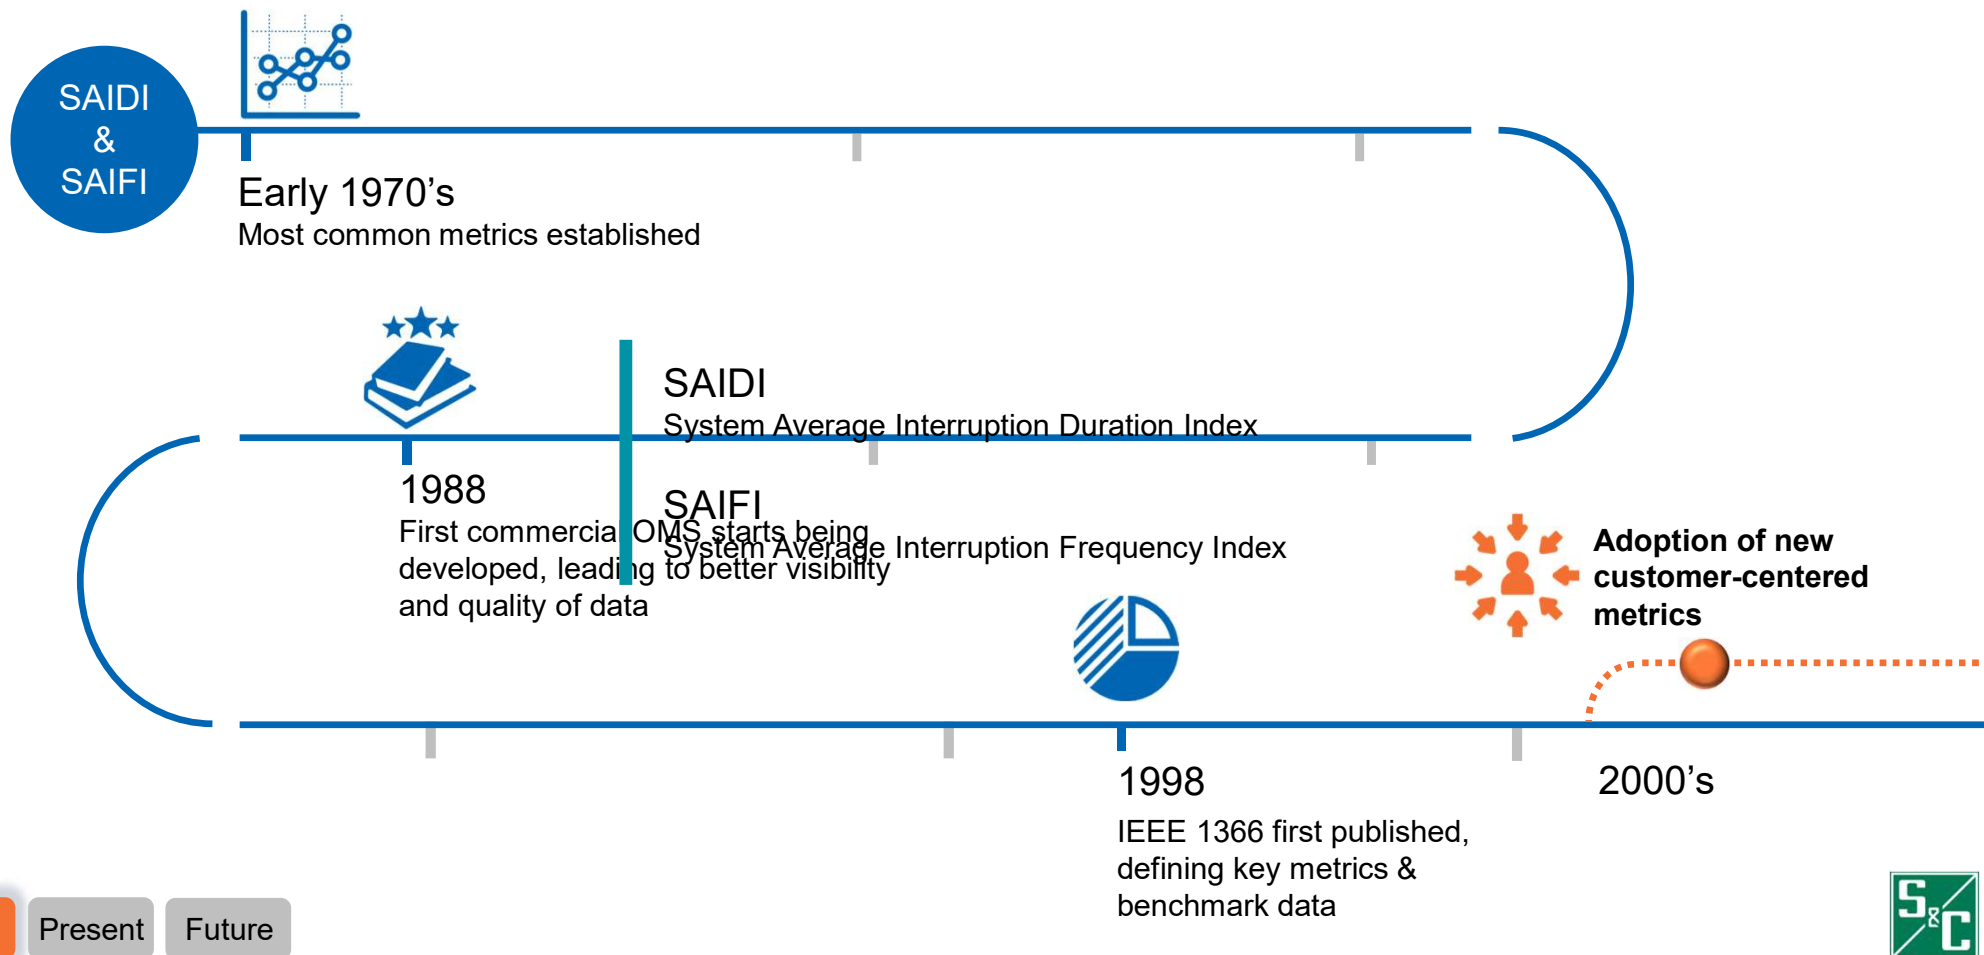 SAIDI
&
SAIFI
Early 1970’s
Most common metrics established
SAIDI
System Average Interruption Duration Index
1988
First commercial OMS starts being
developed, leading to better visibility
and quality of data
SAIFI
System Average Interruption Frequency Index
Adoption of new
customer-centered
metrics
1998
IEEE 1366 first published,
defining key metrics &
benchmark data
2000’s
Present
Future
S&C